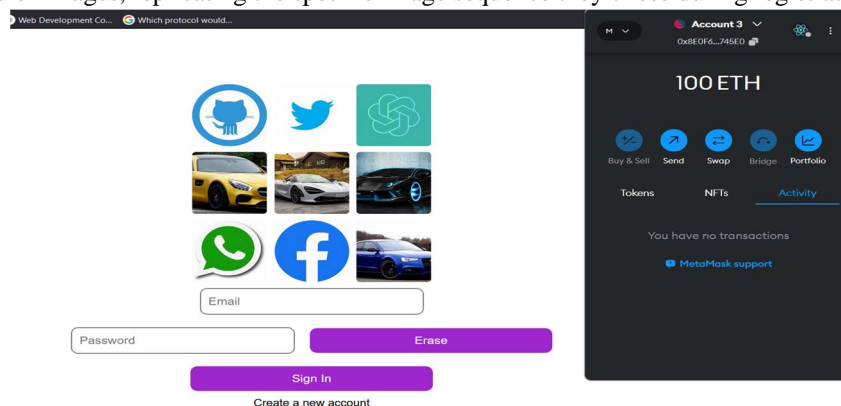 Web Development Co... Which protocol would...
Email
Password
Erase
Sign In
Create a new account
M
Account 3
0x8E0F6...745E0
100 ETH
Buy & Sell Send Swap Bridge Portfolio
Tokens NFTs Activity
You have no transactions
MetaMask support